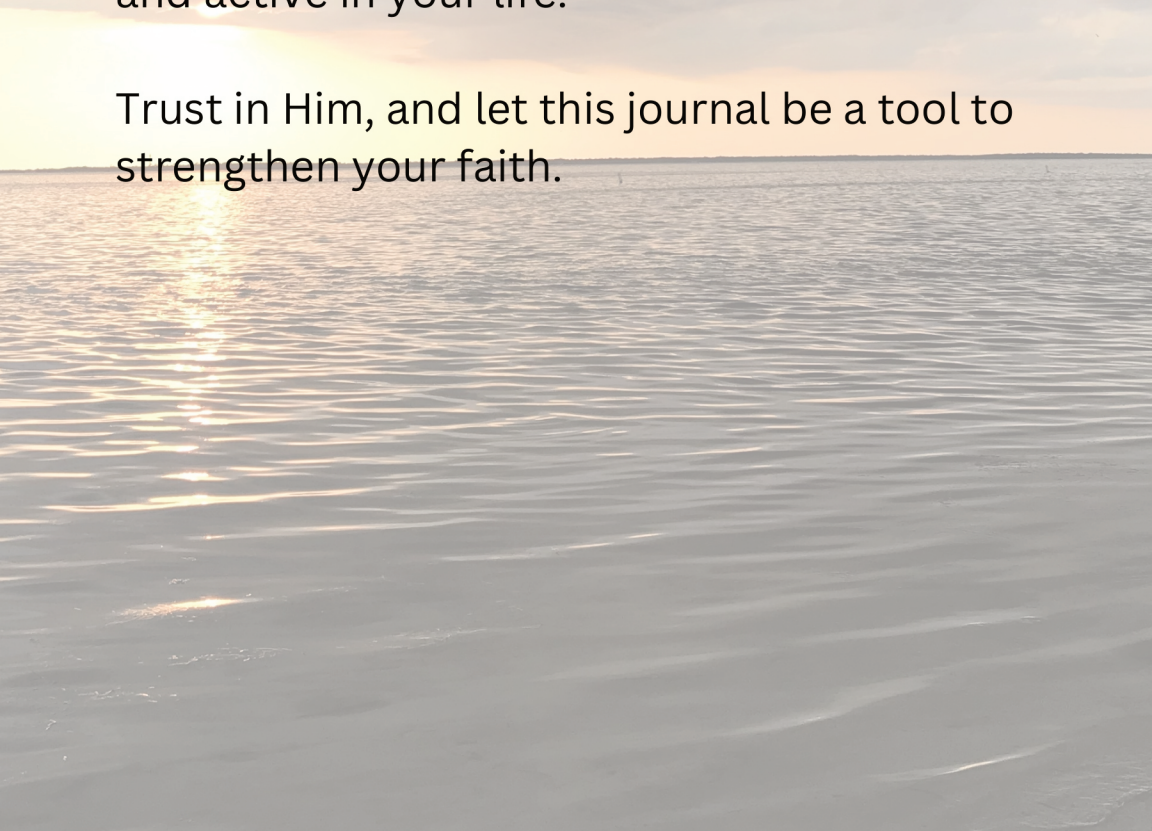 and active in your life.
Trust in Him, and let this journal be a tool to
strengthen your faith.